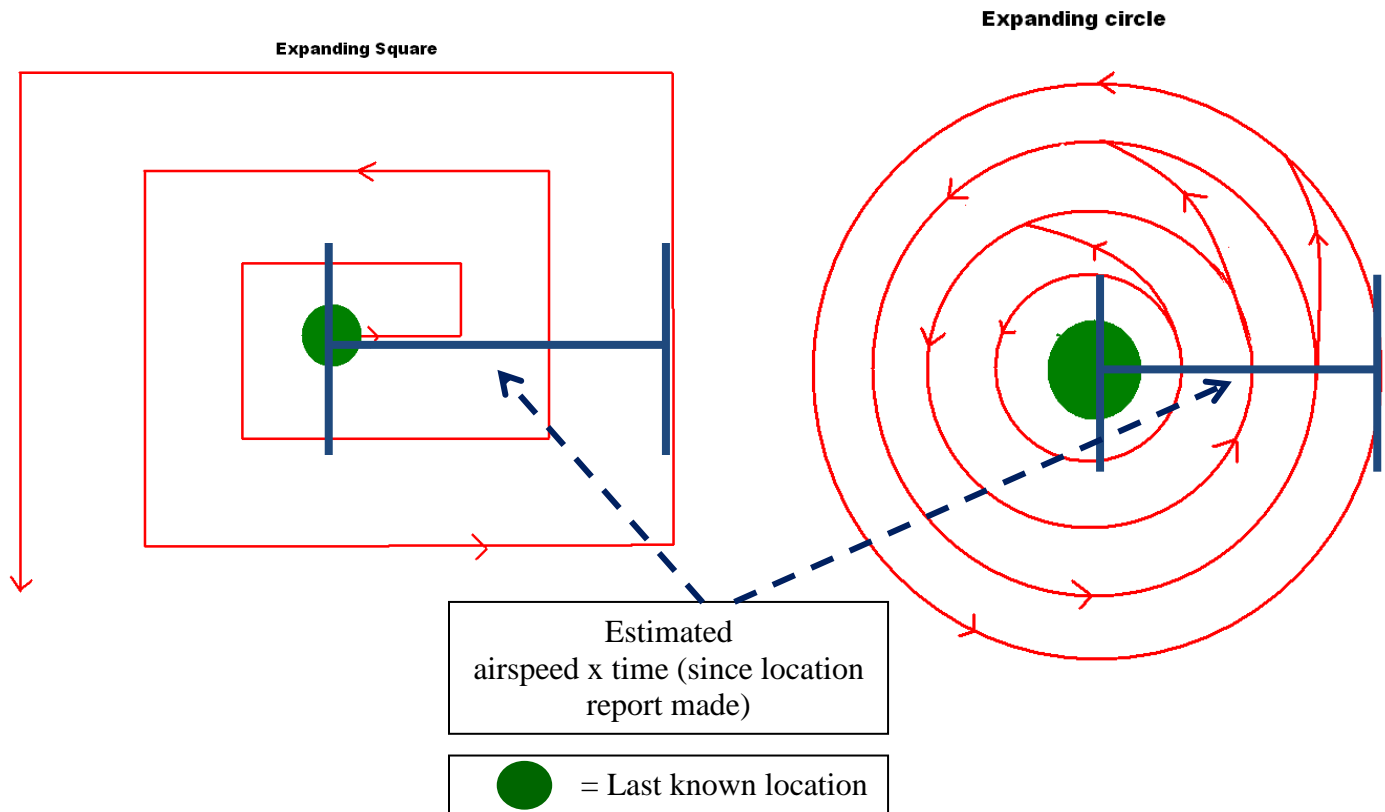 Expanding Square
Expanding circle
Estimated
airspeed x time (since location
report made)
= Last known location